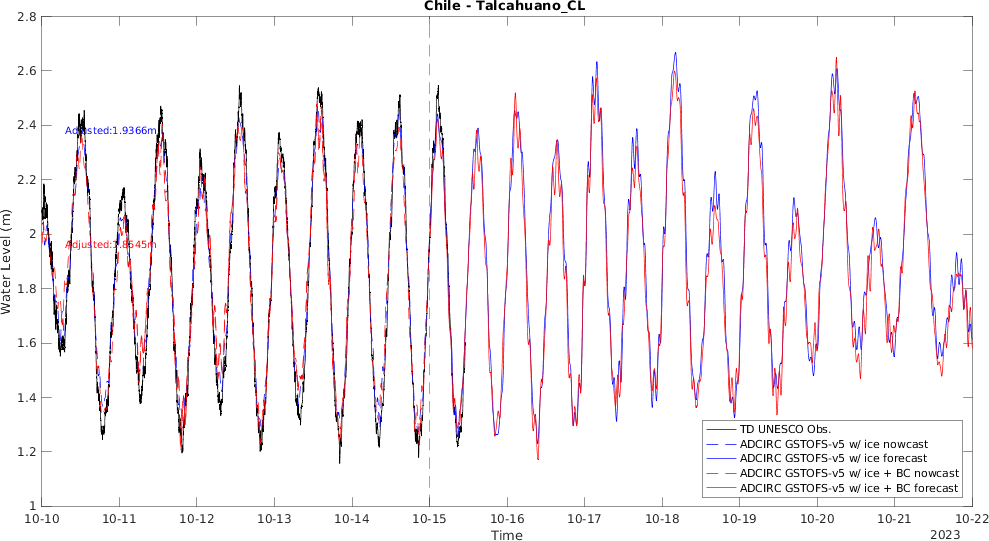 Chile - Talcahuano_CL
2.8
2.6
2.4
2.2
2
1.8
1.6
1.4
1.2
1
Water Level (m)
Adjusted:1.9366m
Adjusted:1.8545m
TD UNESCO Obs.
ADCIRC GSTOFS-v5 w/ ice nowcast
ADCIRC GSTOFS-v5 w/ ice forecast
ADCIRC GSTOFS-v5 w/ ice + BC nowcast
ADCIRC GSTOFS-v5 w/ ice + BC forecast
10-10 10-11 10-12 10-13 10-14 10-15 10-16 10-17 10-18 10-19 10-20 10-21 10-22
Time
2023